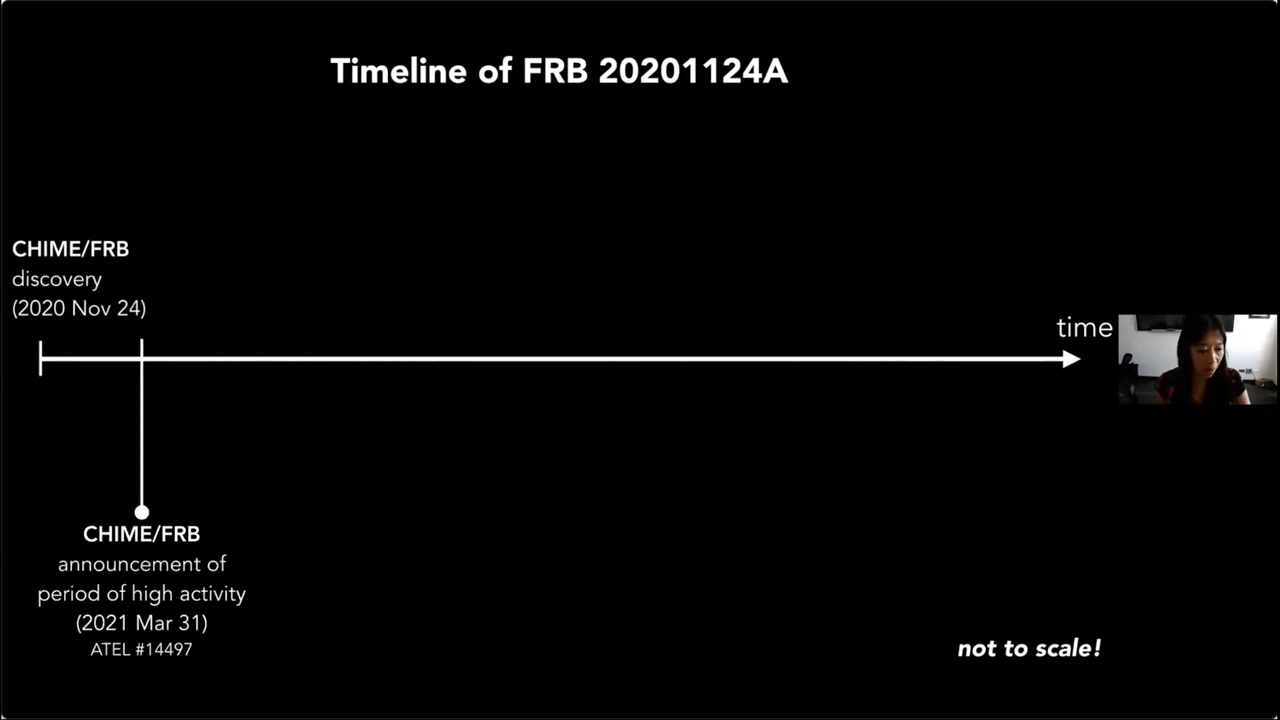 Timeline of FRB 20201124A
CHIME/FRB
discovery
(2020 Nov 24)
time
CHIME/FRB
announcement of
period of high activity
(2021 Mar 31)
ATEL #14497
not to scale!